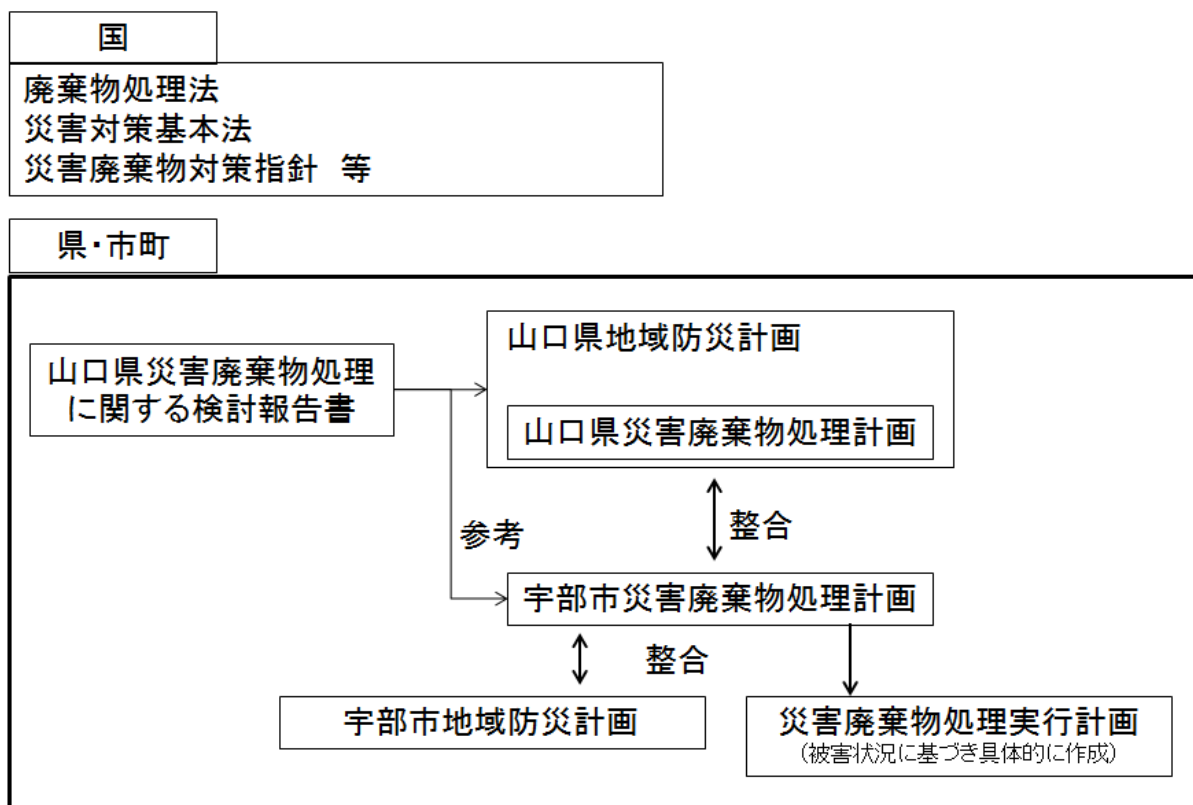 国
廃棄物処理法
災害対策基本法
災害廃棄物対策指針 等
県・市町
山口県災害廃棄物処理
に関する検討報告書
山口県地域防災計画
山口県災害廃棄物処理計画
参考
整合
宇部市災害廃棄物処理計画
整合
宇部市地域防災計画
災害廃棄物処理実行計画
(被害状況に基づき具体的に作成)